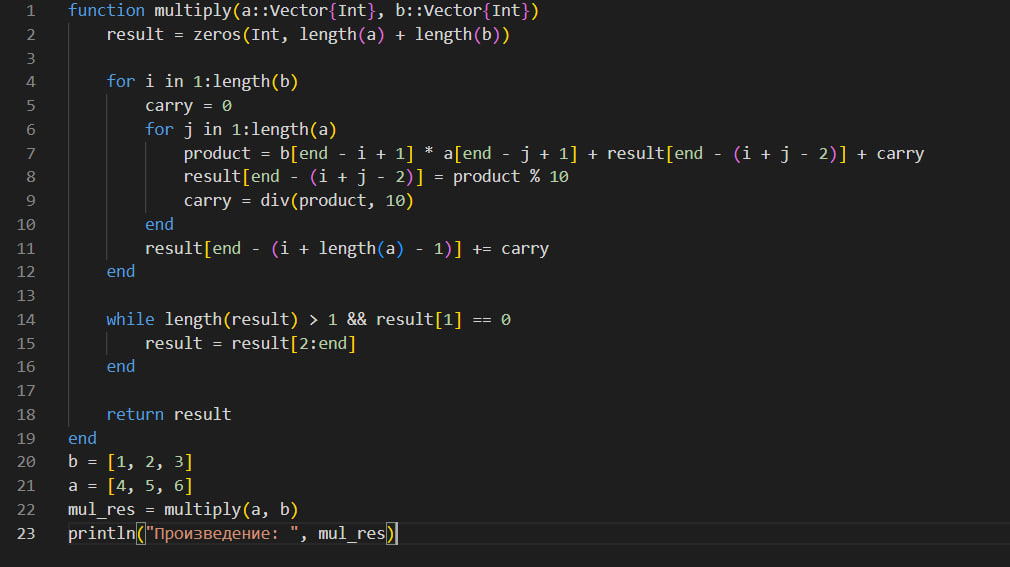 1 function multiply(a::Vector{Int}, b::Vector{Int})
2     result = zeros(Int, length(a) + length(b))
3
4     for i in 1:length(b)
5         carry = 0
6         for j in 1:length(a)
7             product = b[end - i + 1] * a[end - j + 1] + result[end - (i + j - 2)] + carry
8             result[end - (i + j - 2)] = product % 10
9             carry = div(product, 10)
10         end
11         result[end - (i + length(a) - 1)] += carry
12     end
13
14     while length(result) > 1 && result[1] == 0
15         result = result[2:end]
16     end
17
18     return result
19 end
20 b = [1, 2, 3]
21 a = [4, 5, 6]
22 mul_res = multiply(a, b)
23 println("Произведение: ", mul_res)